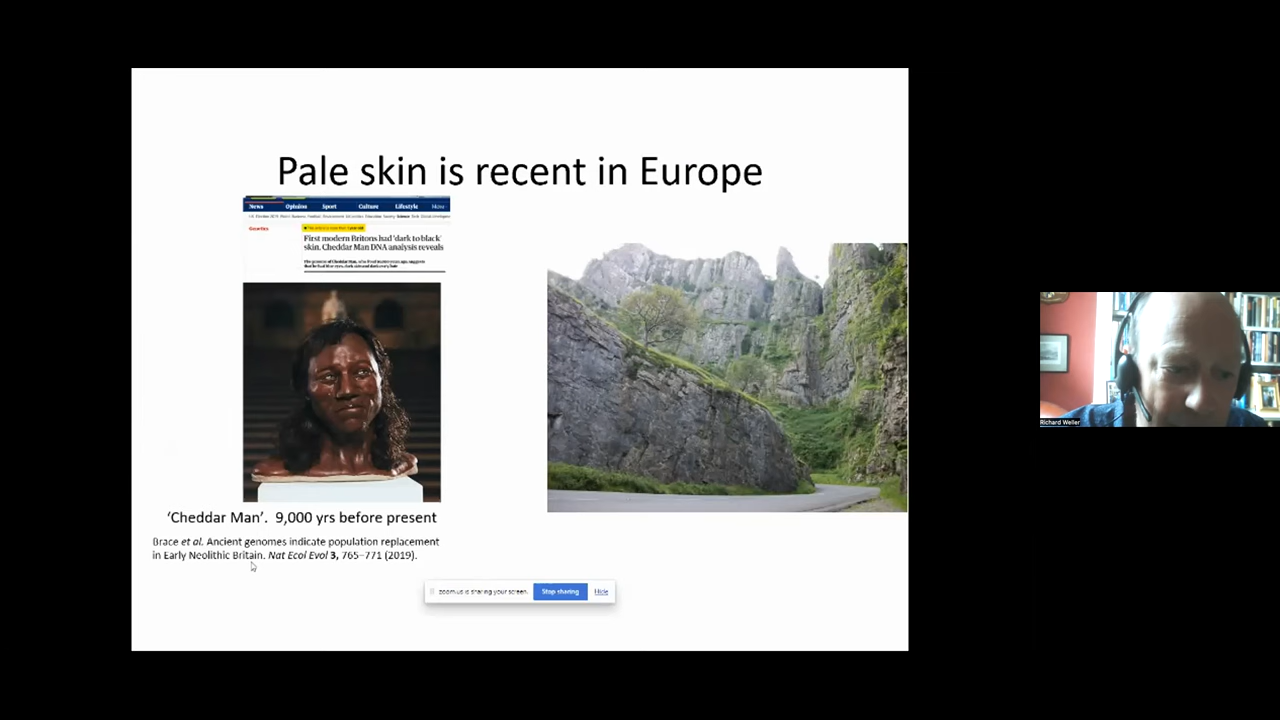 Pale skin is recent in Europe
News Opinion Sport Culture Lifestyle
First modern Britons had 'dark to black'
skin, Cheddar Man DNA analysis reveals
'Cheddar Man'. 9,000 yrs before present
Brace et al. Ancient genomes indicate population replacement
in Early Neolithic Britain. Nat Ecol Evol 3, 765–771 (2019).
zoom.us is sharing your screen. Stop sharing Hide
Richard Weller